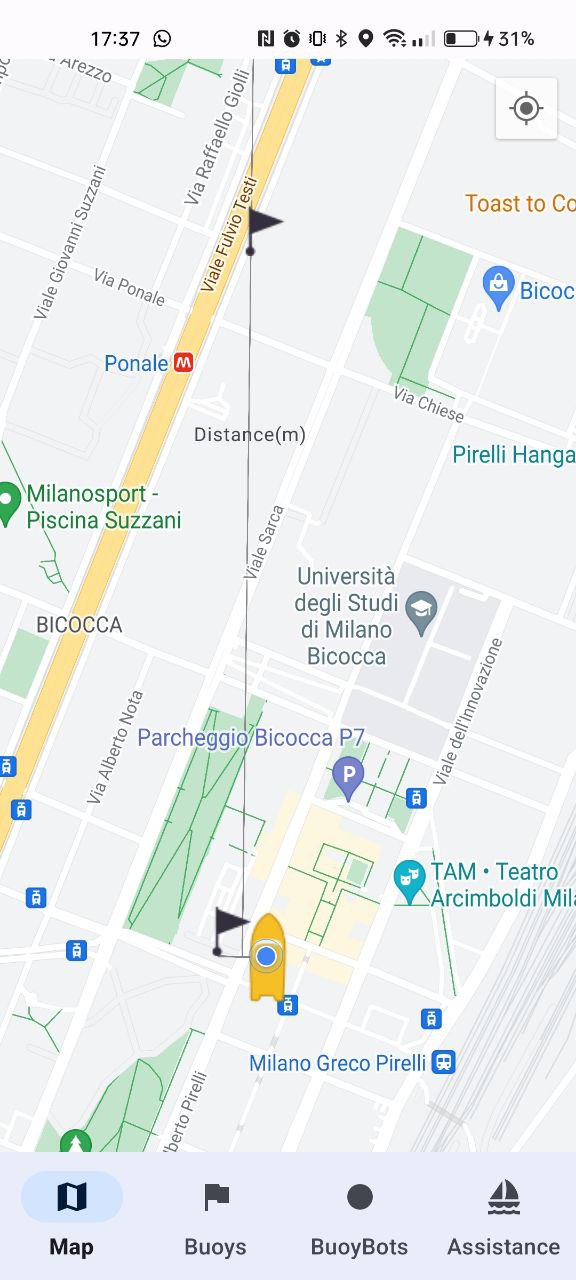 17:37
31%
Arezzo
Via Raffaello Giolli
Viale Giovanni Suzzani
Viale Fulvio Testi
Toast to Co
Via Ponale
Bicoc
Ponale
M
Via Chiese
Distance(m)
Pirelli Hanga
Milanosport -
Piscina Suzzani
Viale Sarca
Università
degli Studi
di Milano
Bicocca
BICOCCA
Viale dell'Innovazione
Via Alberto Nota
Parcheggio Bicocca P7
P
TAM • Teatro
Arcimboldi Mila
Milano Greco Pirelli
lberto Pirelli
Map
Buoys
BuoyBots
Assistance